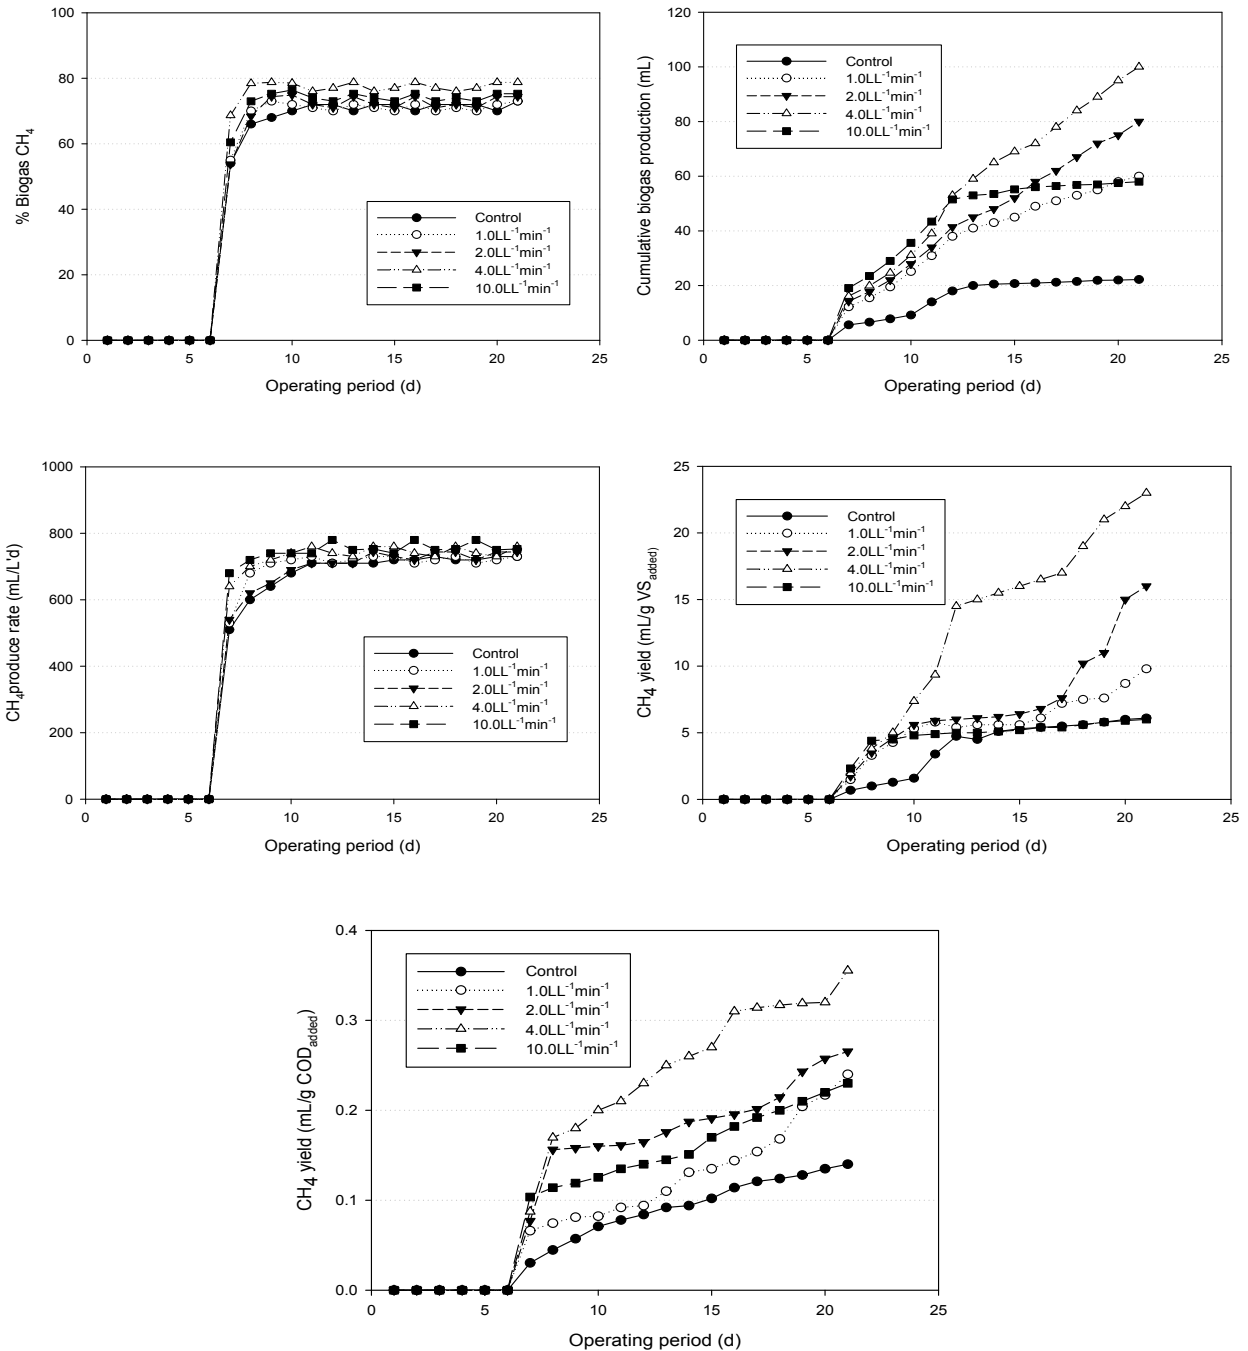 % Biogas CH4
100
80
60
40
20
0
0 5 10 15 20 25
Operating period (d)
Control
1.0LL-1min-1
2.0LL-1min-1
4.0LL-1min-1
10.0LL-1min-1
Cumulative biogas production (mL)
120
100
80
60
40
20
0
0 5 10 15 20 25
Operating period (d)
Control
1.0LL-1min-1
2.0LL-1min-1
4.0LL-1min-1
10.0LL-1min-1
CH4produce rate (mL/L'd)
1000
800
600
400
200
0
0 5 10 15 20 25
Operating period (d)
Control
1.0LL-1min-1
2.0LL-1min-1
4.0LL-1min-1
10.0LL-1min-1
CH4 yield (mL/g VSadded)
25
20
15
10
5
0
0 5 10 15 20 25
Operating period (d)
Control
1.0LL-1min-1
2.0LL-1min-1
4.0LL-1min-1
10.0LL-1min-1
CH4 yield (mL/g CODadded)
0.4
0.3
0.2
0.1
0.0
0 5 10 15 20 25
Operating period (d)
Control
1.0LL-1min-1
2.0LL-1min-1
4.0LL-1min-1
10.0LL-1min-1